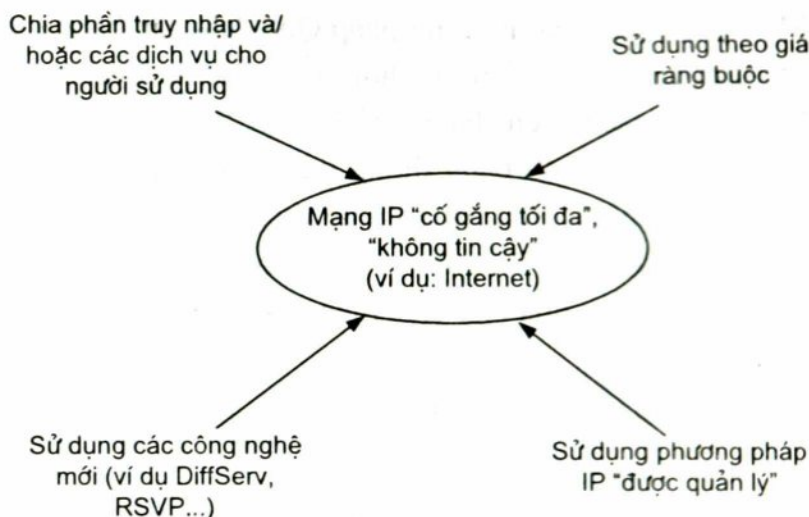 Chia phần truy nhập và/
hoặc các dịch vụ cho
người sử dụng
Sử dụng theo giá
ràng buộc
Mạng IP “cố gắng tối đa”,
“không tin cậy”
(ví dụ: Internet)
Sử dụng các công nghệ
mới (ví dụ DiffServ,
RSVP...)
Sử dụng phương pháp
IP “được quản lý”